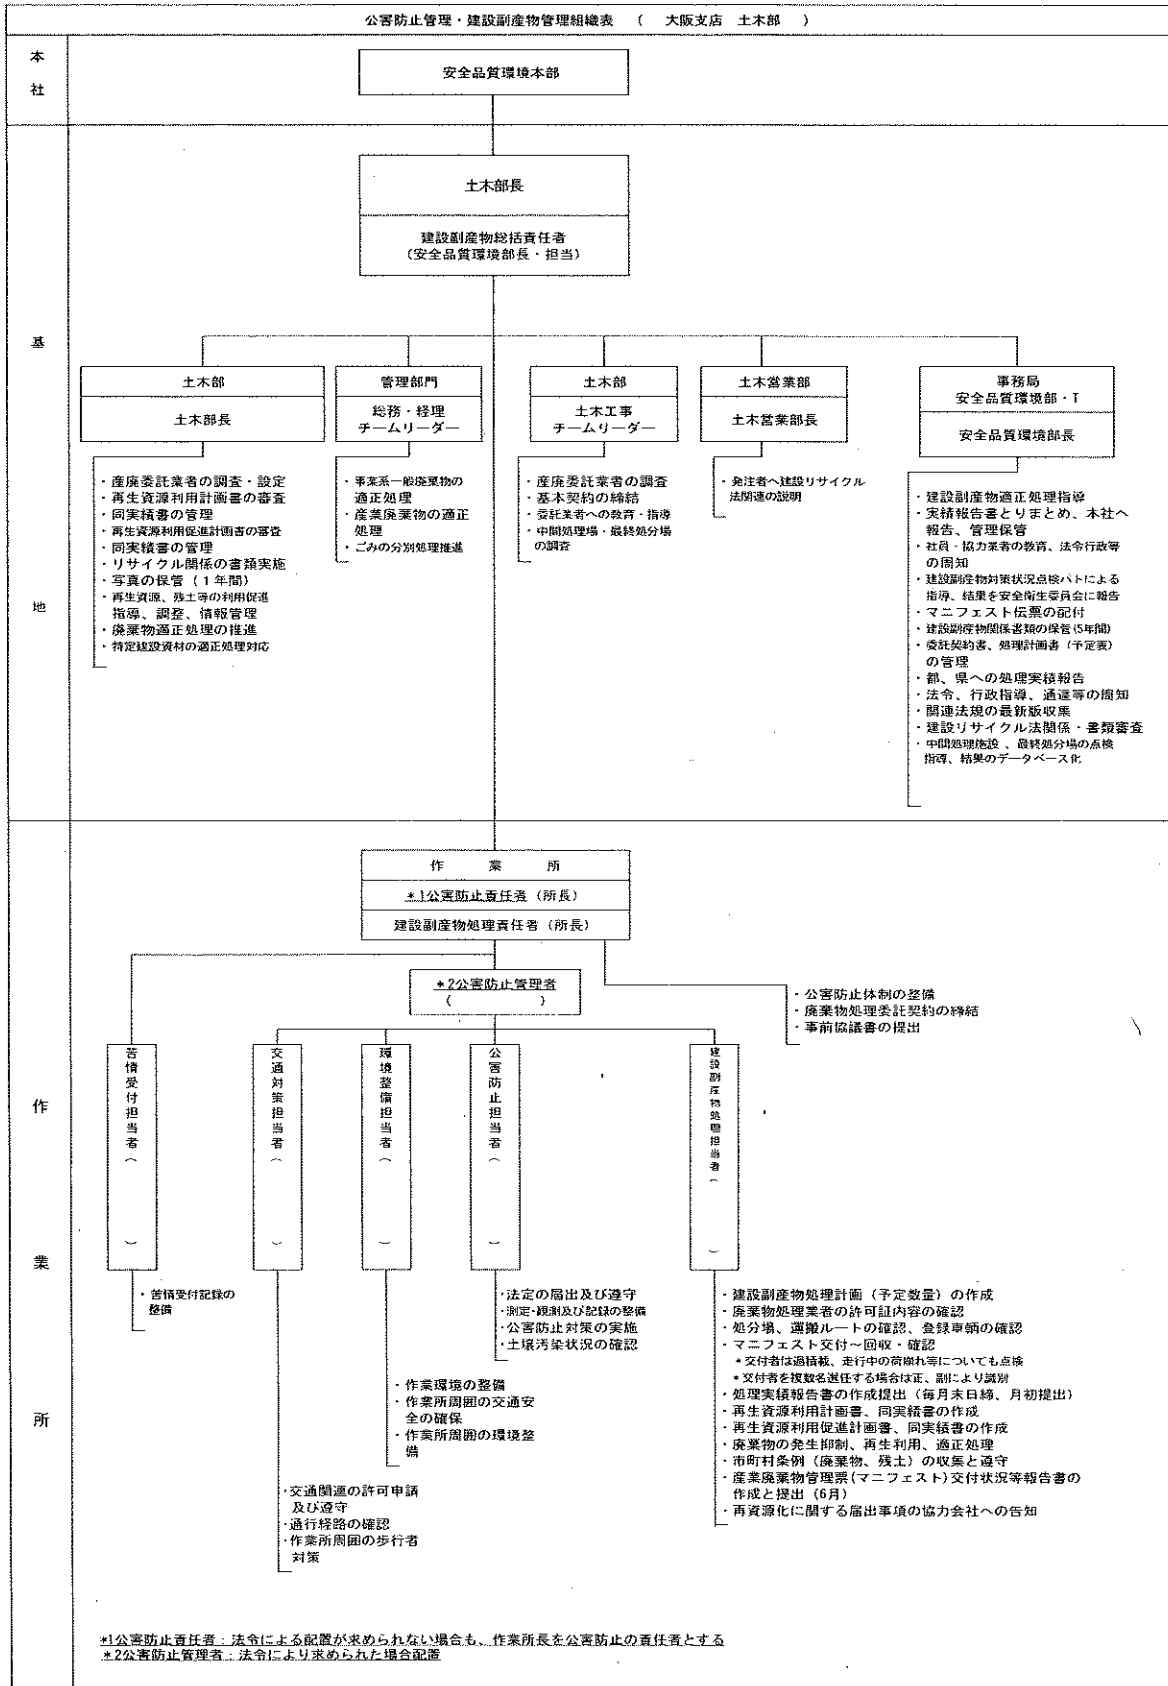 公害防止管理・建設副産物管理組織表 （ 大阪支店 土木部 ）
本
社
安全品質環境本部
基
地
土木部長
建設副産物総括責任者
（安全品質環境部長・担当）
土木部
土木部長
・産廃委託業者の調査・設定
・再生資源利用計画書の審査
・同実績書の管理
・再生資源利用促進計画書の審査
・同実績書の管理
・リサイクル関係の書類実施
・写真の保管（１年間）
・再生資源、残土等の利用促進
指導、調整、情報管理
・廃棄物適正処理の推進
・特定建設資材の適正処理対応
管理部門
総務・経理
チームリーダー
・事業系一般廃棄物の
適正処理
・産業廃棄物の適正
処理
・ごみの分別処理推進
土木部
土木工事
チームリーダー
・産廃委託業者の調査
・基本契約の締結
・委託業者への教育・指導
・中間処理場・最終処分場
の調査
土木営業部
土木営業部長
・発注者へ建設リサイクル
法関連の説明
事務局
安全品質環境部・T
安全品質環境部長
・建設副産物適正処理指導
・実績報告書とりまとめ、本社へ
報告、管理保管
・社員・協力業者の教育、法令行政等
の周知
・建設副産物対策状況点検パトによる
指導、結果を安全衛生委員会に報告
・マニフェスト伝票の配付
・建設副産物関係書類の保管(5年間)
・委託契約書、処理計画書（予定表）
の管理
・都、県への処理実績報告
・法令、行政指導、通達等の周知
・関連法規の最新版収集
・建設リサイクル法関係・書類審査
・中間処理施設、最終処分場の点検
指導、結果のデータベース化
作
業
所
作 業 所
*1公害防止責任者（所長）
建設副産物処理責任者（所長）
・公害防止体制の整備
・廃棄物処理委託契約の締結
・事前協議書の提出
*2公害防止管理者
（ ）
苦情受付担当者（ ）
・苦情受付記録の
整備
交通対策担当者（ ）
・交通関連の許可申請
及び遵守
・通行経路の確認
・作業所周囲の歩行者
対策
環境整備担当者（ ）
・作業環境の整備
・作業所周囲の交通安
全の確保
・作業所周囲の環境整
備
公害防止担当者（ ）
・法定の届出及び遵守
・測定・観測及び記録の整備
・公害防止対策の実施
・土壌汚染状況の確認
建設副産物処理担当者（ ）
・建設副産物処理計画（予定数量）の作成
・廃棄物処理業者の許可証内容の確認
・処分場、運搬ルートの確認、登録車輌の確認
・マニフェスト交付～回収・確認
＊交付者は過積載、走行中の荷崩れ等についても点検
＊交付者を複数名選任する場合は正、副により識別
・処理実績報告書の作成提出（毎月末日締、月初提出）
・再生資源利用計画書、同実績書の作成
・再生資源利用促進計画書、同実績書の作成
・廃棄物の発生抑制、再生利用、適正処理
・市町村条例（廃棄物、残土）の収集と遵守
・産業廃棄物管理票(マニフェスト)交付状況等報告書の
作成と提出（6月）
・再資源化に関する届出事項の協力会社への告知
*1公害防止責任者：法令による配置が求められない場合も、作業所長を公害防止の責任者とする
*2公害防止管理者：法令により求められた場合配置